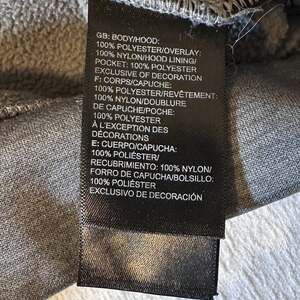 GB: BODY/HOOD:
100% POLYESTER/OVERLAY:
100% NYLON/HOOD LINING/
POCKET: 100% POLYESTER
EXCLUSIVE OF DECORATION
F: CORPS/CAPUCHE:
100% POLYESTER/REVÊTEMENT:
100% NYLON/DOUBLURE
DE CAPUCHE/POCHE:
100% POLYESTER
À L'EXCEPTION DES
DÉCORATIONS
E: CUERPO/CAPUCHA:
100% POLIÉSTER/
RECUBRIMIENTO: 100% NYLON/
FORRO DE CAPUCHA/BOLSILLO:
100% POLIÉSTER
EXCLUSIVO DE DECORACIÓN